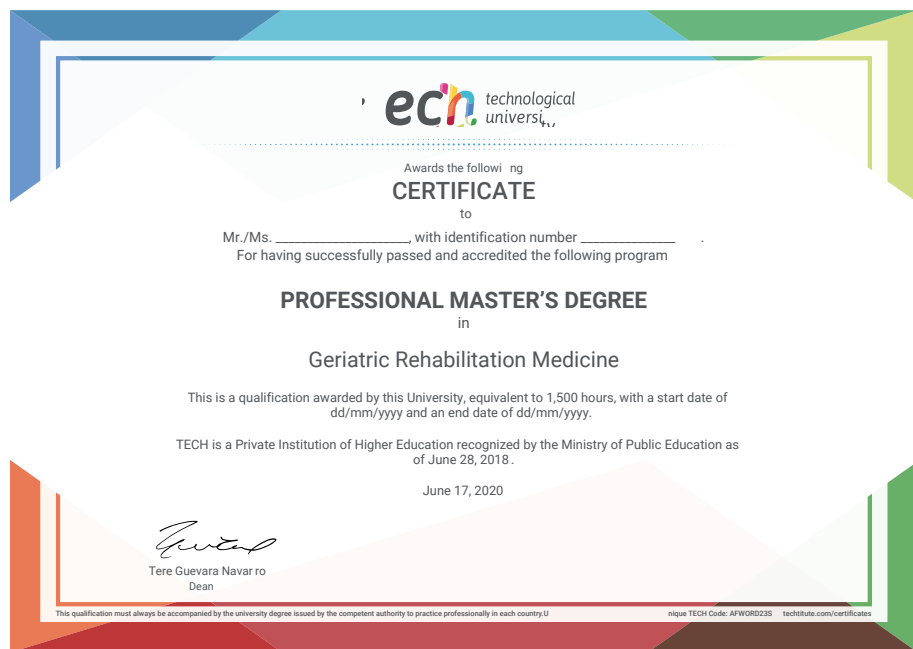 ecn technological
universi ty
Awards the followi ng
CERTIFICATE
to
Mr./Ms. ____________________, with identification number ______________ .
For having successfully passed and accredited the following program
PROFESSIONAL MASTER’S DEGREE
in
Geriatric Rehabilitation Medicine
This is a qualification awarded by this University, equivalent to 1,500 hours, with a start date of
dd/mm/yyyy and an end date of dd/mm/yyyy.
TECH is a Private Institution of Higher Education recognized by the Ministry of Public Education as
of June 28, 2018 .
June 17, 2020
Tere Guevara Navar ro
Dean
This qualification must always be accompanied by the university degree issued by the competent authority to practice professionally in each country.U nique TECH Code: AFWORD23S techtitute.com/certificates